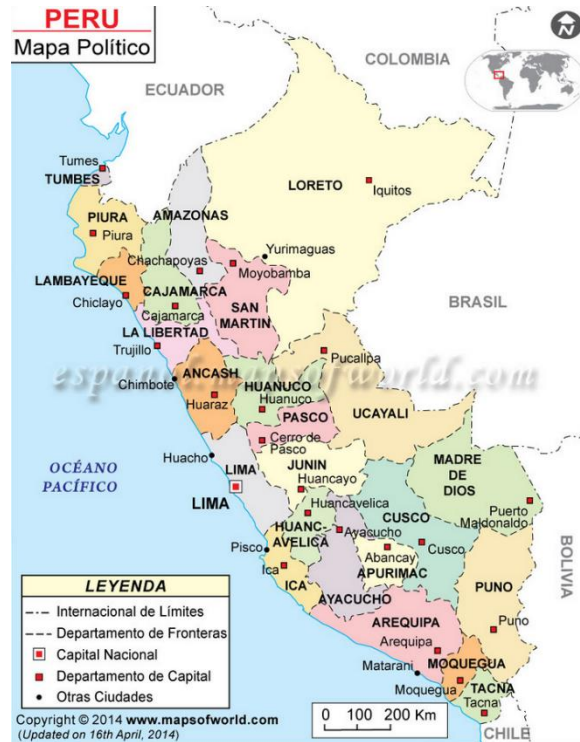 PERU
Mapa Político
N
COLOMBIA
ECUADOR
Tumes
TUMBES
LORETO
Iquitos
PIURA
Piura
AMAZONAS
Yurimaguas
Chachapoyas
Moyobamba
LAMBAYEQUE
Chiclayo
CAJAMARCA
Cajamarca
SAN
MARTIN
BRASIL
LA LIBERTAD
Trujillo
Pucallpa
espanol.mapsofworld.com
Chimbote
ANCASH
Huaraz
HUANUCO
Huanuço
UCAYALI
PASCO
Cerro de
Pasco
Huacho
LIMA
JUNIN
Huancayo
MADRE
DE
DIOS
OCÉANO
PACÍFICO
LIMA
Huancavelica
CUSCO
Puerto
Maldonaldo
HUANC-
AVELICA
Ayacucho
Cusco
Pisco
Abancay
APURIMAC
BOLIVIA
Ica
ICA
AYACUCHO
PUNO
Puno
AREQUIPA
Arequipa
Matarani
MOQUEGUA
Moquegua
TACNA
Tacna
CHILE
LEYENDA
Internacional de Límites
Departamento de Fronteras
Capital Nacional
Departamento de Capital
Otras Ciudades
0 100 200 Km
Copyright © 2014 www.mapsofworld.com
(Updated on 16th April, 2014)